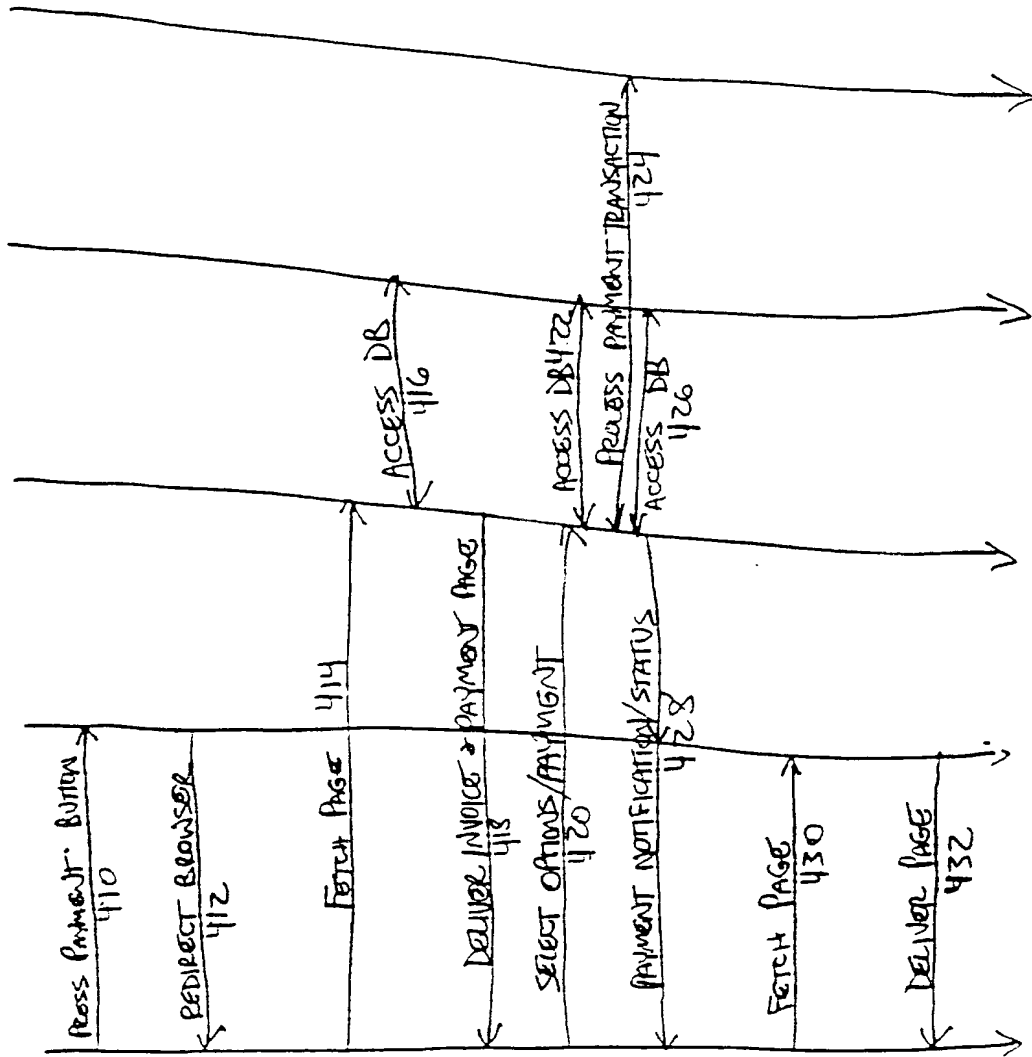 PRESS PAYMENT BUTTON
410
REDIRECT BROWSER
412
FETCH PAGE 414
ACCESS DB
416
DELIVER INVOICE & PAYMENT PAGE
418
SELECT OPTIONS/PAYMENT
420
ACCESS DB 422
PROCESS PAYMENT TRANSACTION
424
ACCESS DB
426
PAYMENT NOTIFICATION/STATUS
428
FETCH PAGE
430
DELIVER PAGE
432